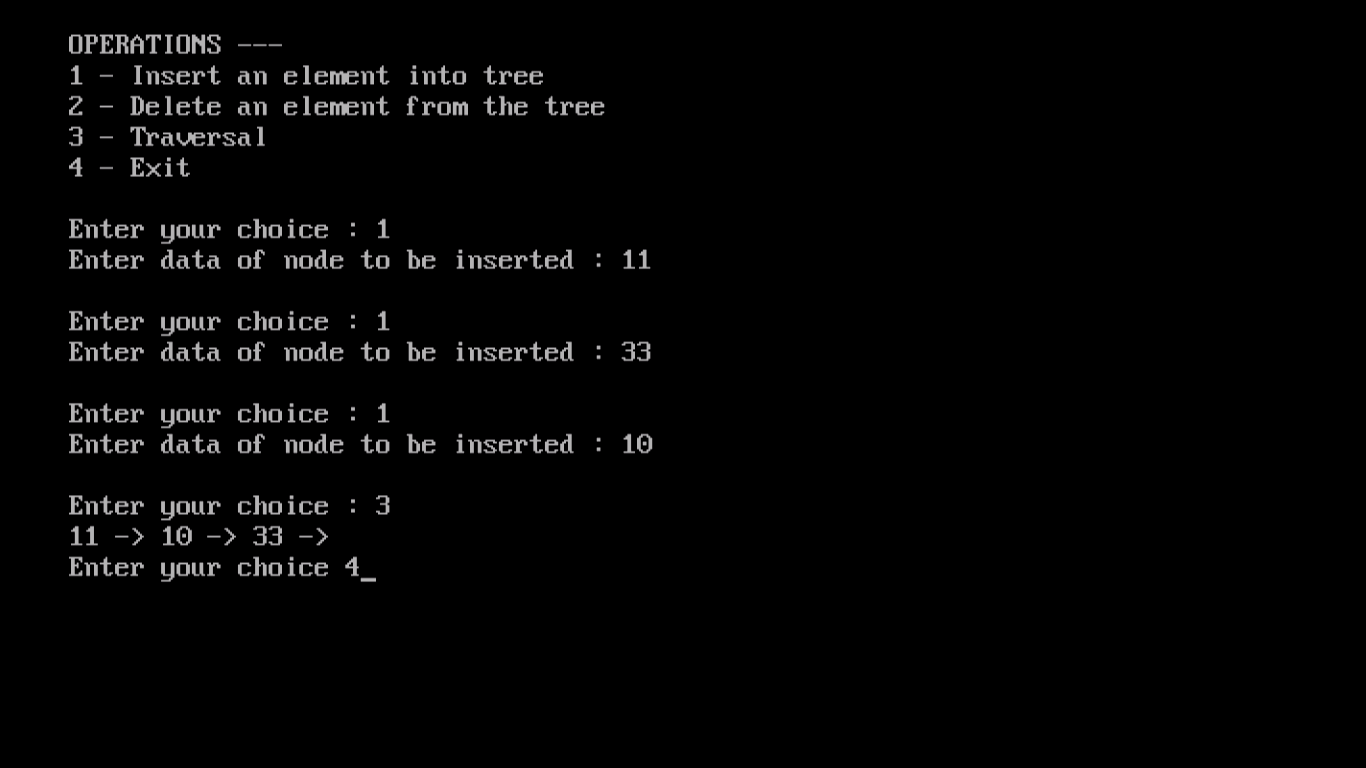 OPERATIONS ---
1 - Insert an element into tree
2 - Delete an element from the tree
3 - Traversal
4 - Exit
Enter your choice : 1
Enter data of node to be inserted : 11
Enter your choice : 1
Enter data of node to be inserted : 33
Enter your choice : 1
Enter data of node to be inserted : 10
Enter your choice : 3
11 -> 10 -> 33 ->
Enter your choice 4_